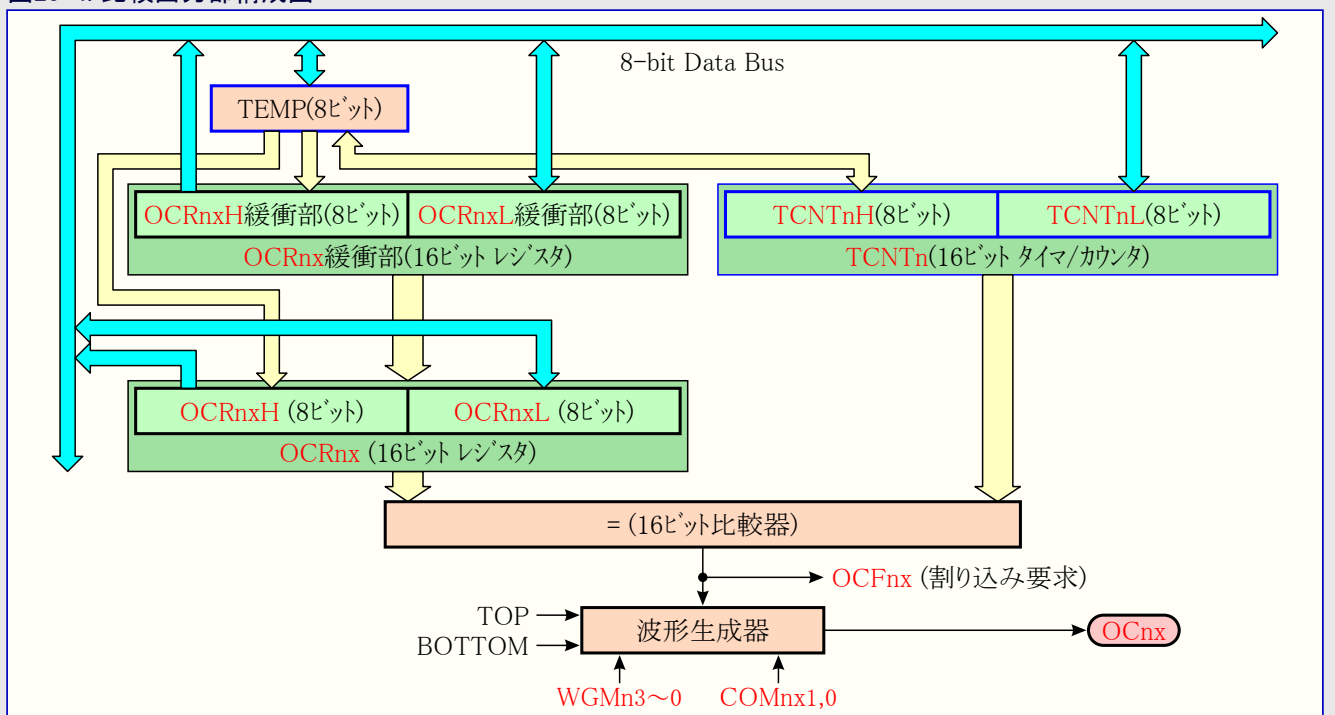 8-bit Data Bus
TEMP(8ビット)
OCRnxH緩衝部(8ビット)
OCRnxL緩衝部(8ビット)
OCRnx緩衝部(16ビット レジスタ)
TCNTnH(8ビット)
TCNTnL(8ビット)
TCNTn(16ビット タイマ/カウンタ)
OCRnxH (8ビット)
OCRnxL (8ビット)
OCRnx (16ビット レジスタ)
= (16ビット比較器)
OCFnx (割り込み要求)
TOP
BOTTOM
波形生成器
OCnx
WGMn3～0
COMnx1,0